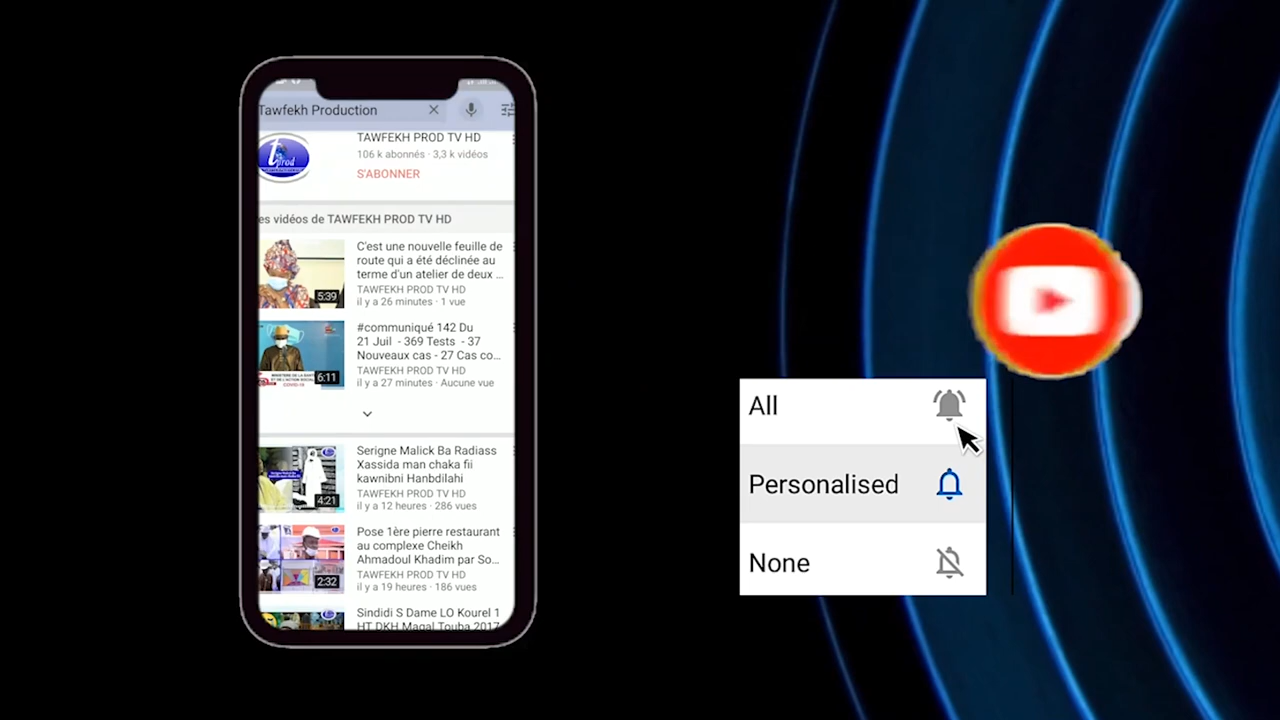 Tawfekh Production
TAWFEKH PROD TV HD
106 k abonnés · 3,3 k vidéos
S'ABONNER
prod
es vidéos de TAWFEKH PROD TV HD
C'est une nouvelle feuille de
route qui a été déclinée au
terme d'un atelier de deux ...
TAWFEKH PROD TV HD
il y a 26 minutes · 1 vue
5:39
#communiqué 142 Du
21 Juil - 369 Tests - 37
Nouveaux cas - 27 Cas co...
TAWFEKH PROD TV HD
il y a 27 minutes · Aucune vue
6:11
Serigne Malick Ba Radiass
Xassida man chaka fii
kawnibni Hanbdilahi
TAWFEKH PROD TV HD
il y a 12 heures · 286 vues
4:21
Pose 1ère pierre restaurant
au complexe Cheikh
Ahmadoul Khadim par So...
TAWFEKH PROD TV HD
il y a 19 heures · 186 vues
2:32
Sindidi S Dame LO Kourel 1
HT DKH Magal Touba 2017
All
Personalised
None